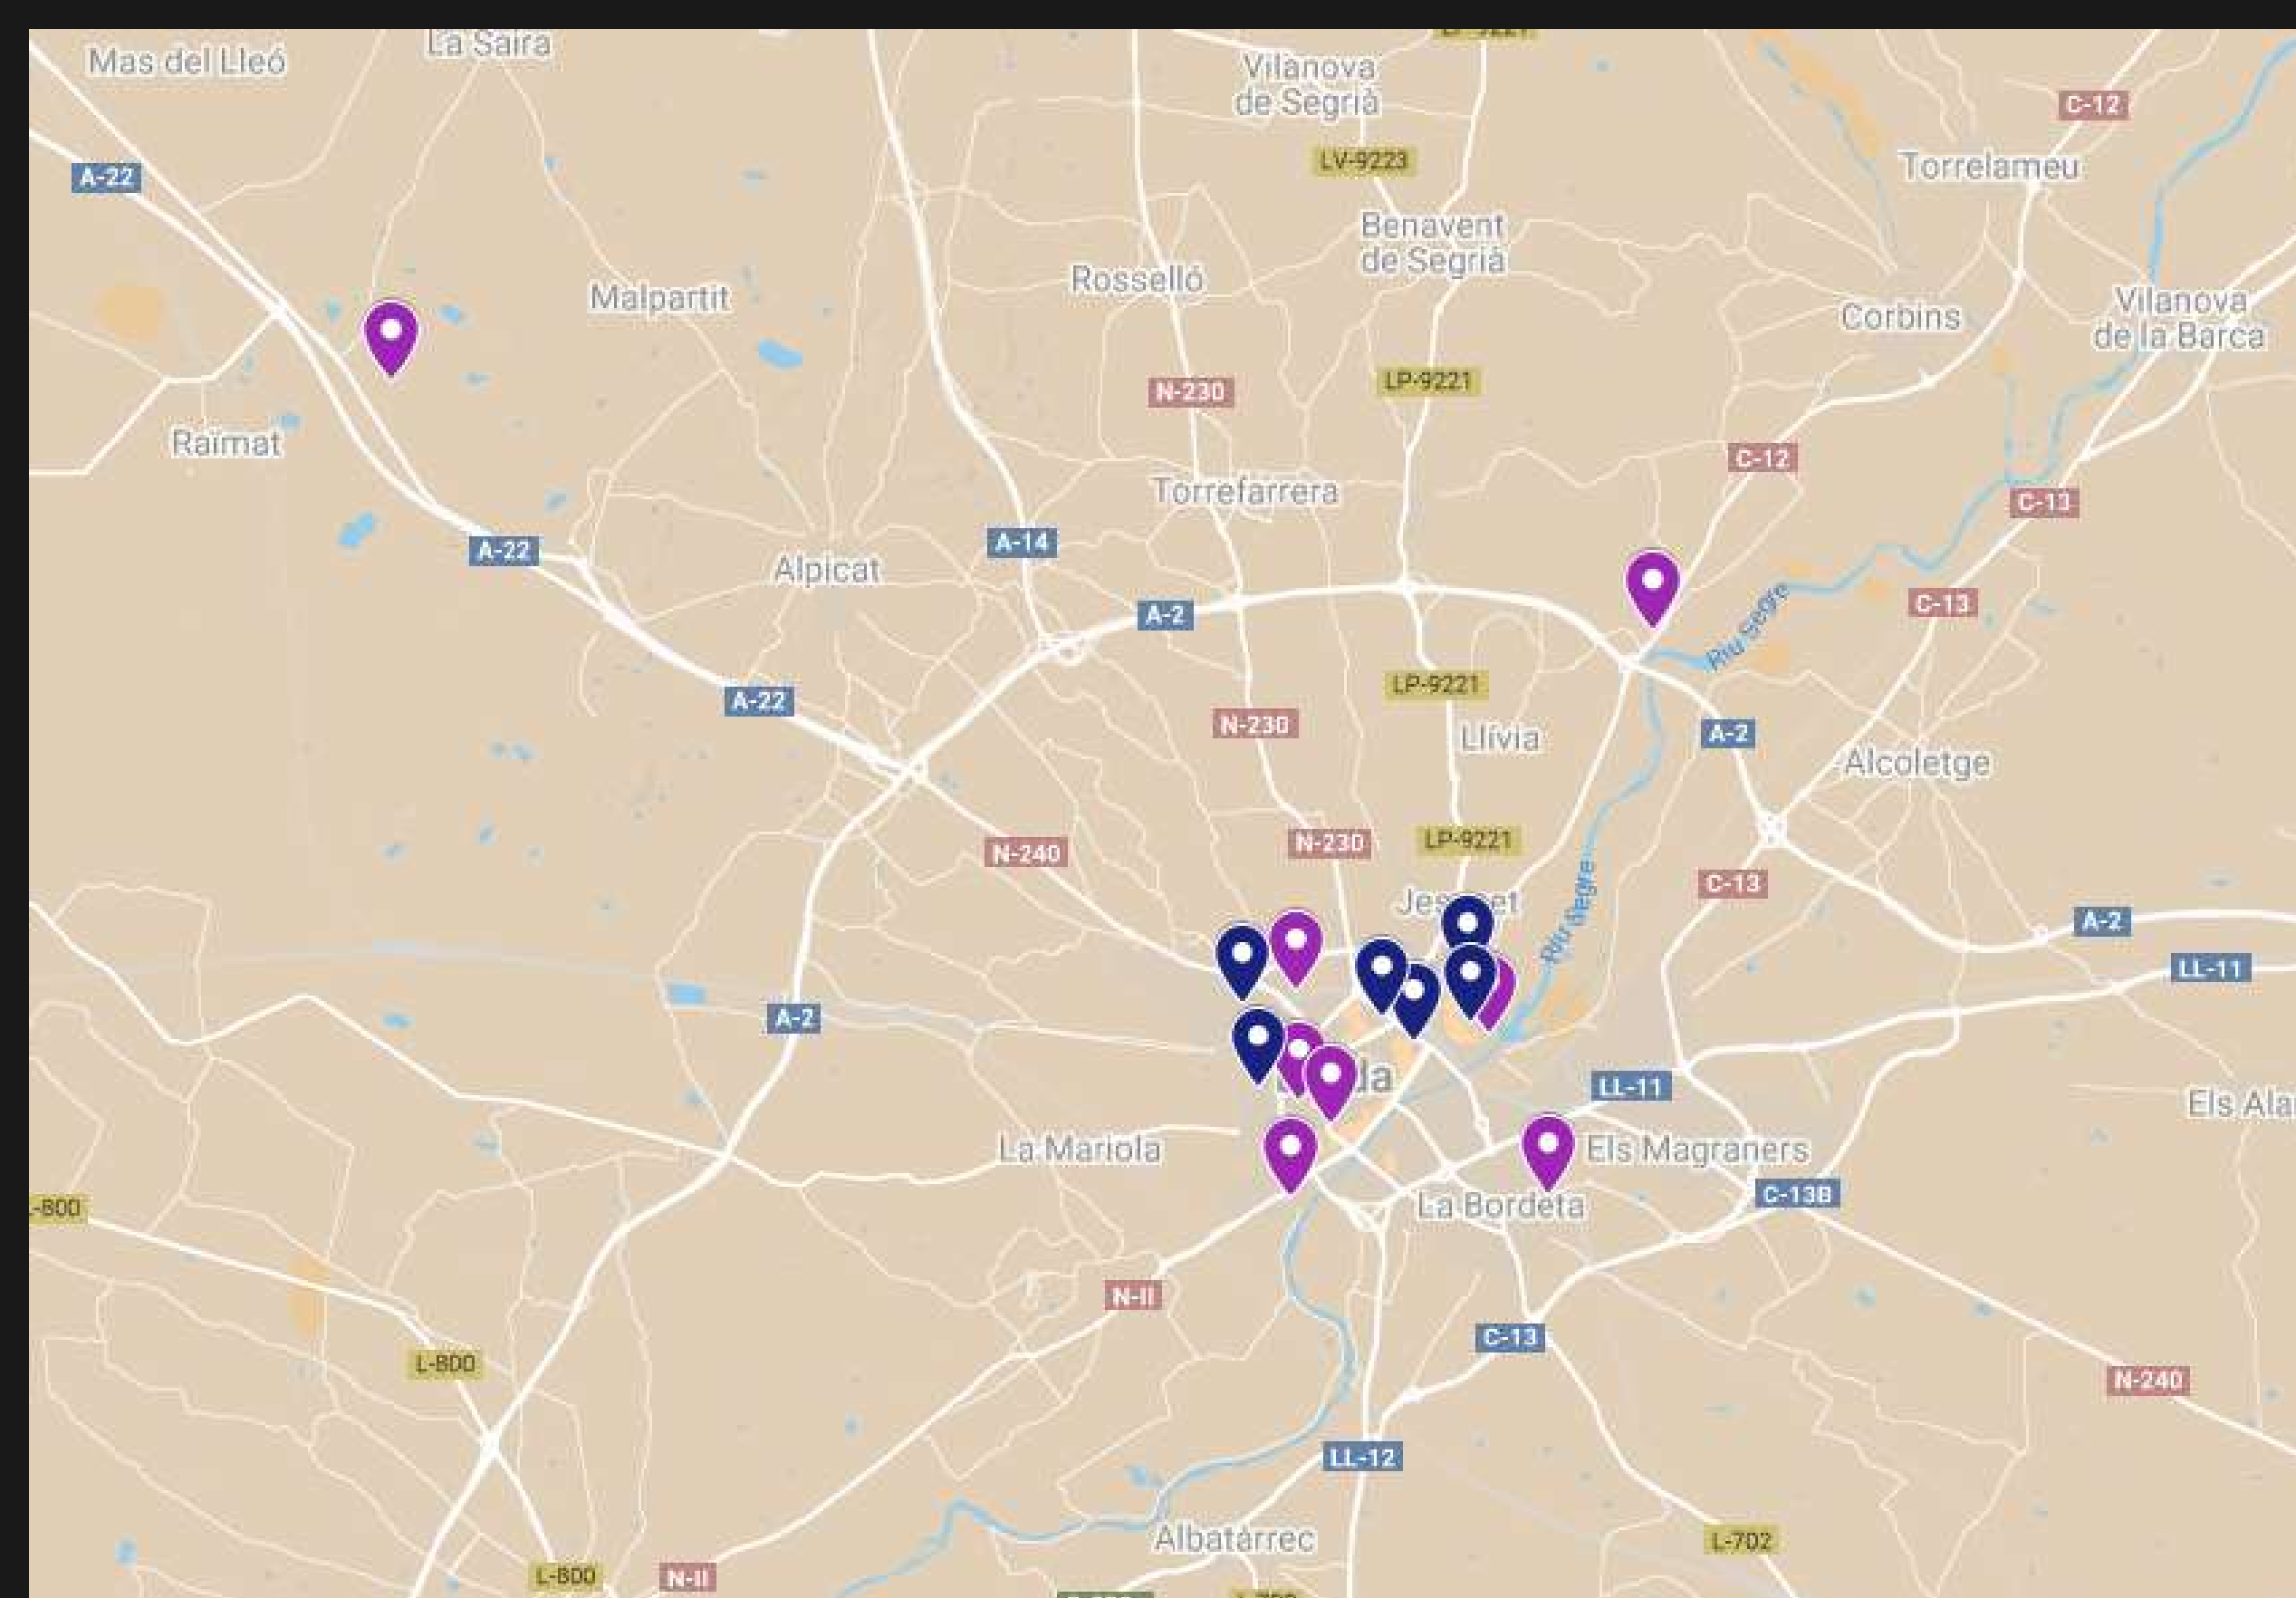 La Saira
Mas del Lleó
Vilanova
de Segrià
C-12
LV-9223
Torrelameu
A-22
Benavent
de Segrià
Rosselló
Malpartit
Corbins
Vilanova
de la Barca
N-230
LP-9221
Raïmat
C-12
Torrefarrera
C-13
A-22
A-14
Alpicat
A-2
C-13
Riu Segre
LP-9221
A-22
N-230
Llívia
A-2
Alcoletge
N-240
N-230
LP-9221
C-13
Riu Segre
A-2
LL-11
A-2
LL-11
Els Ala
La Mariola
Els Magraners
C-13B
La Bordeta
L-800
N-II
C-13
L-800
N-240
LL-12
Albatàrrec
L-702
L-800
N-II